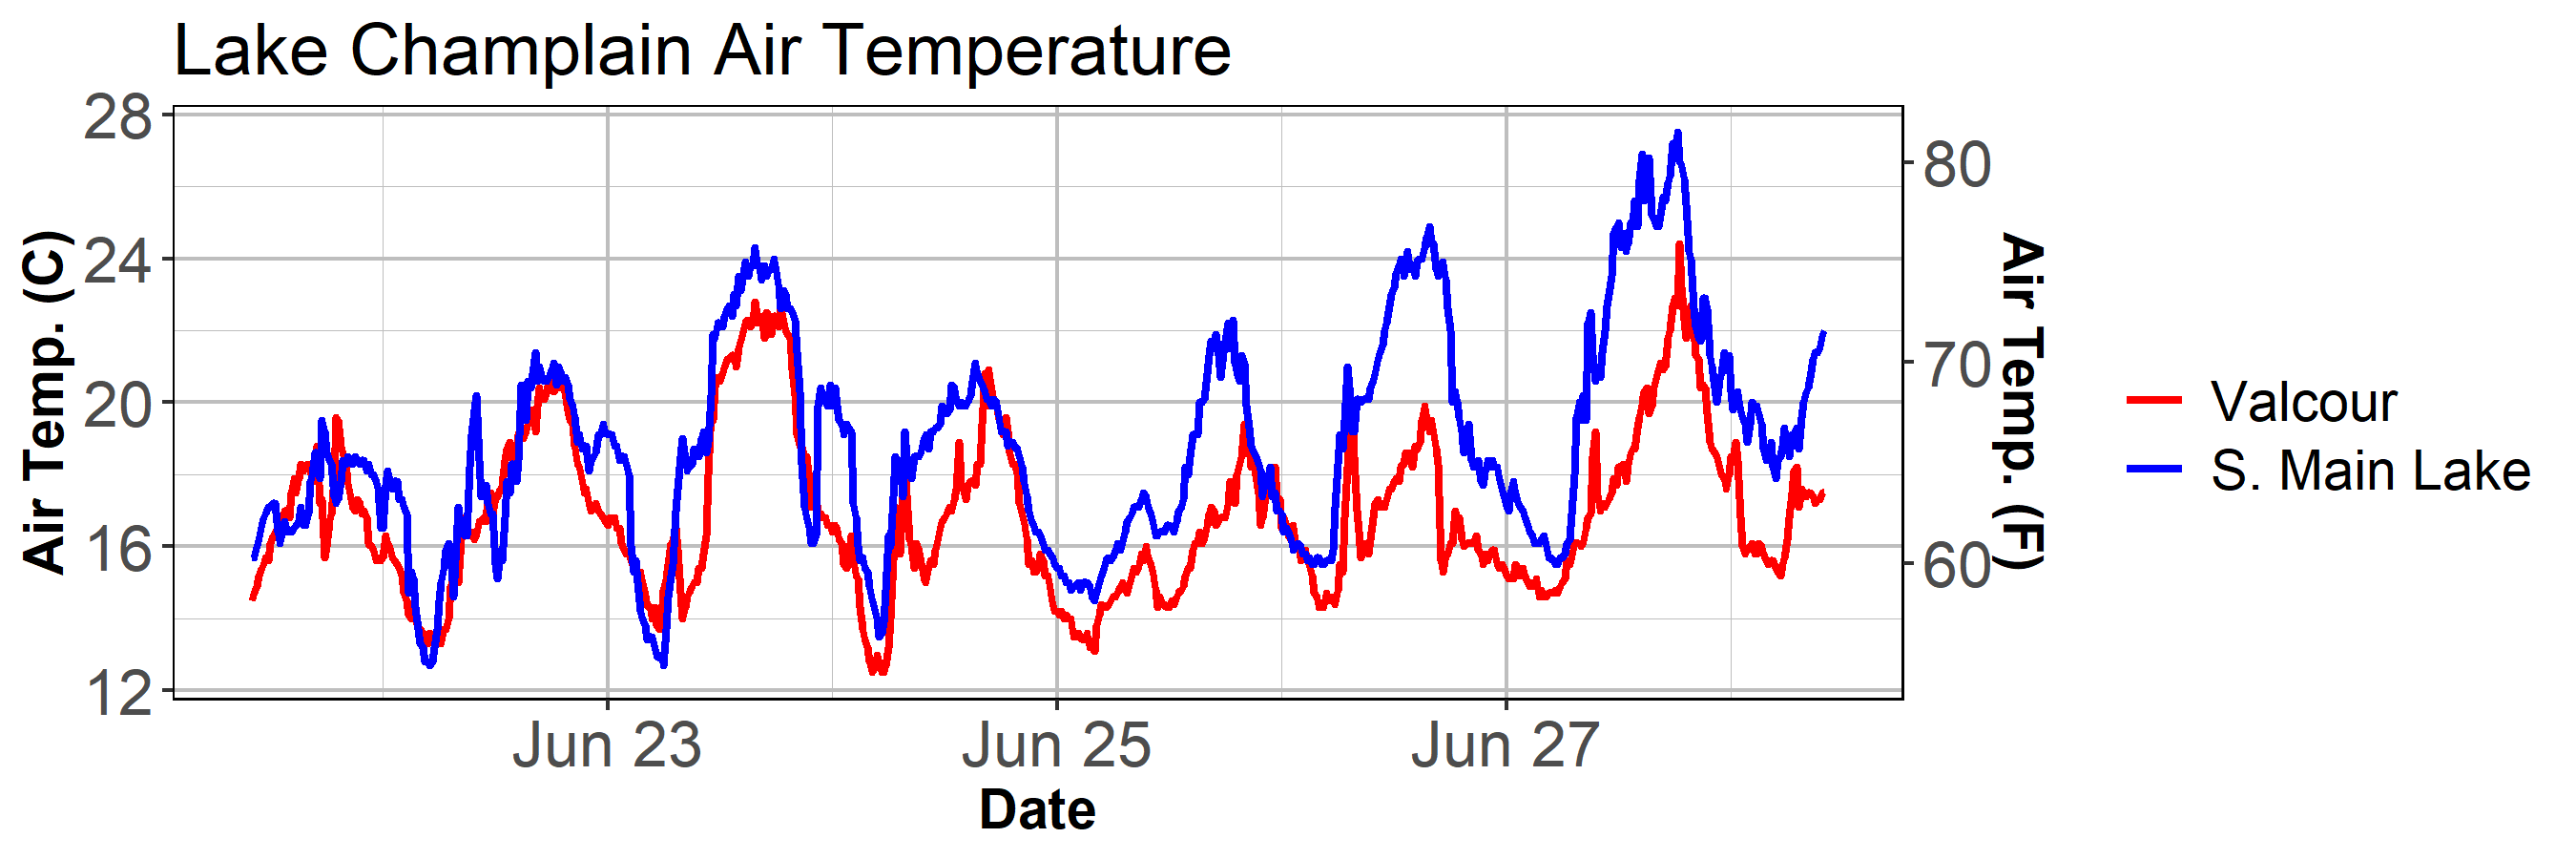 Lake Champlain Air Temperature
28
24
20
16
12
Air Temp. (C)
80
70
60
Air Temp. (F)
Jun 23
Jun 25
Jun 27
Date
Valcour
S. Main Lake